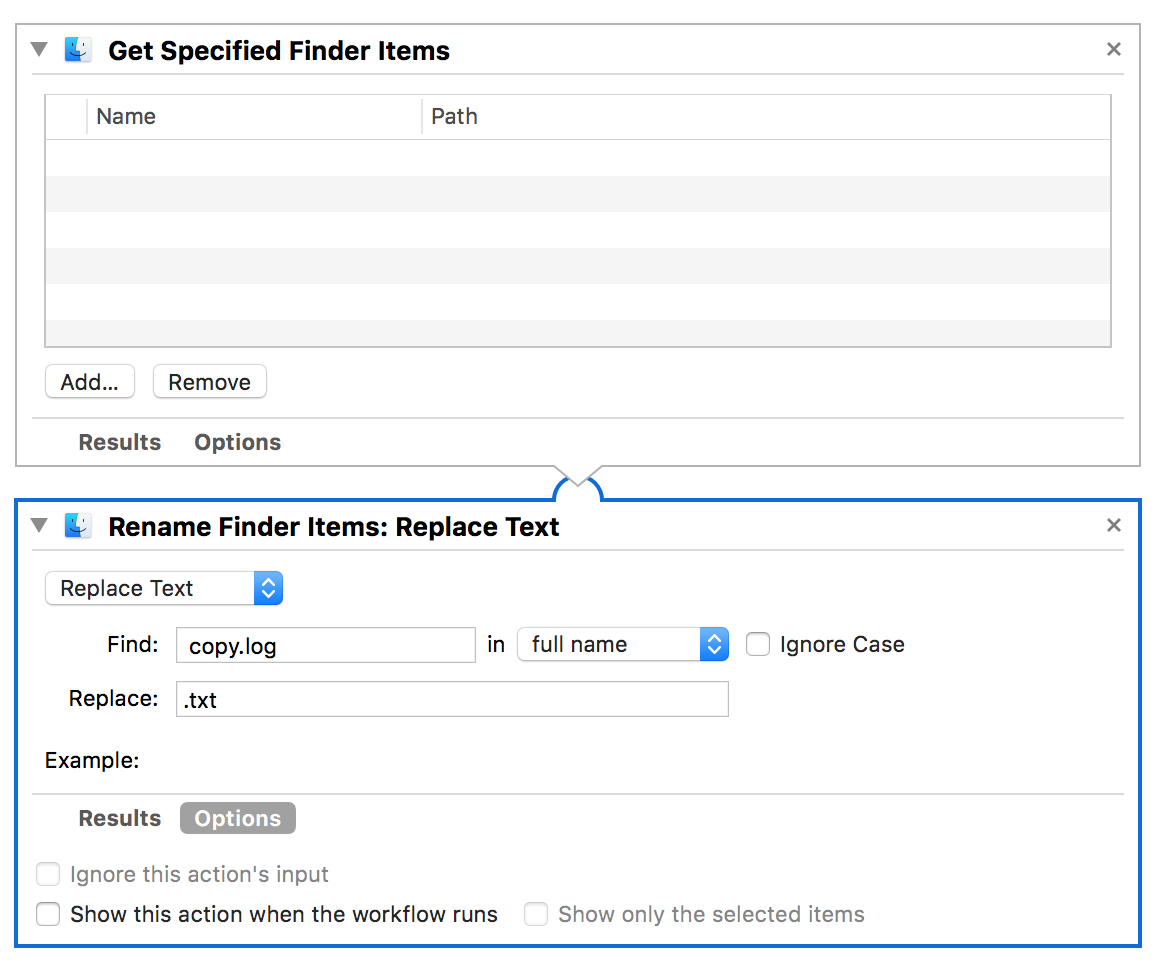 Get Specified Finder Items
Name Path
Add... Remove
Results Options
Rename Finder Items: Replace Text
Replace Text
Find: copy.log in full name Ignore Case
Replace: .txt
Example:
Results Options
Ignore this action's input
Show this action when the workflow runs Show only the selected items